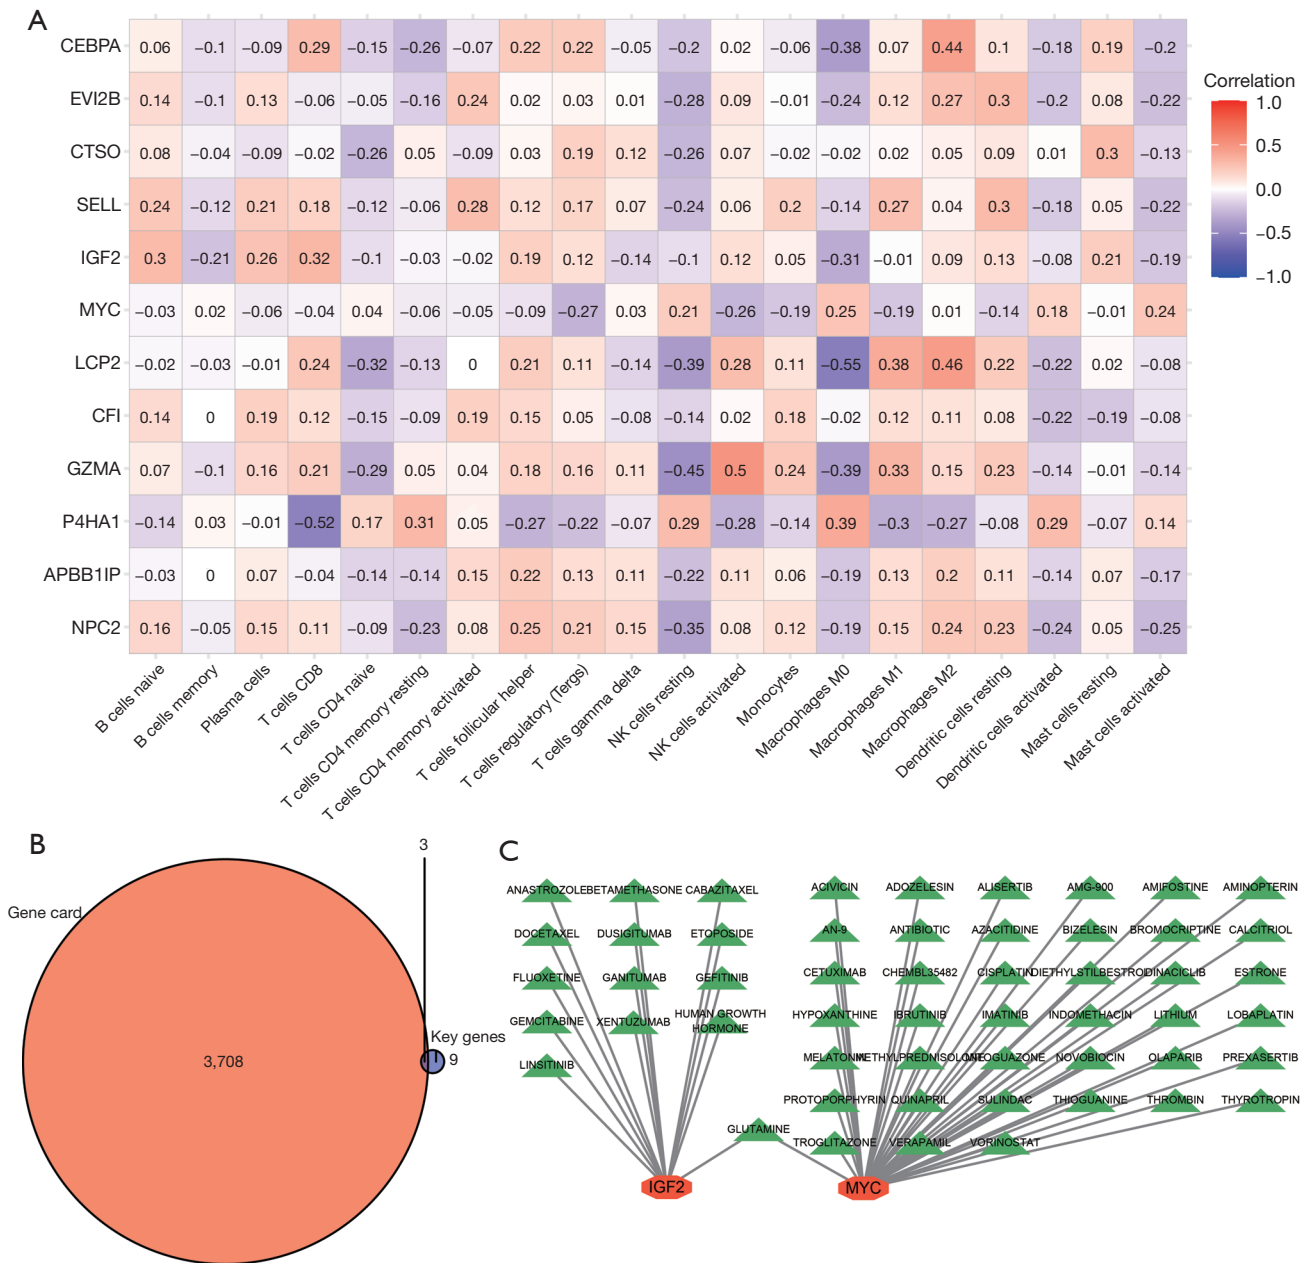 A
CEBPA 0.06 −0.1 −0.09 0.29 −0.15 −0.26 −0.07 0.22 0.22 −0.05 −0.2 0.02 −0.06 −0.38 0.07 0.44 0.1 −0.18 0.19 −0.2
EVI2B 0.14 −0.1 0.13 −0.06 −0.05 −0.16 0.24 0.02 0.03 0.01 −0.28 0.09 −0.01 −0.24 0.12 0.27 0.3 −0.2 0.08 −0.22
CTSO 0.08 −0.04 −0.09 −0.02 −0.26 0.05 −0.09 0.03 0.19 0.12 −0.26 0.07 −0.02 −0.02 0.02 0.05 0.09 0.01 0.3 −0.13
SELL 0.24 −0.12 0.21 0.18 −0.12 −0.06 0.28 0.12 0.17 0.07 −0.24 0.06 0.2 −0.14 0.27 0.04 0.3 −0.18 0.05 −0.22
IGF2 0.3 −0.21 0.26 0.32 −0.1 −0.03 −0.02 0.19 0.12 −0.14 −0.1 0.12 0.05 −0.31 −0.01 0.09 0.13 −0.08 0.21 −0.19
MYC −0.03 0.02 −0.06 −0.04 0.04 −0.06 −0.05 −0.09 −0.27 0.03 0.21 −0.26 −0.19 0.25 −0.19 0.01 −0.14 0.18 −0.01 0.24
LCP2 −0.02 −0.03 −0.01 0.24 −0.32 −0.13 0 0.21 0.11 −0.14 −0.39 0.28 0.11 −0.55 0.38 0.46 0.22 −0.22 0.02 −0.08
CFI 0.14 0 0.19 0.12 −0.15 −0.09 0.19 0.15 0.05 −0.08 −0.14 0.02 0.18 −0.02 0.12 0.11 0.08 −0.22 −0.19 −0.08
GZMA 0.07 −0.1 0.16 0.21 −0.29 0.05 0.04 0.18 0.16 0.11 −0.45 0.5 0.24 −0.39 0.33 0.15 0.23 −0.14 −0.01 −0.14
P4HA1 −0.14 0.03 −0.01 −0.52 0.17 0.31 0.05 −0.27 −0.22 −0.07 0.29 −0.28 −0.14 0.39 −0.3 −0.27 −0.08 0.29 −0.07 0.14
APBB1IP −0.03 0 0.07 −0.04 −0.14 −0.14 0.15 0.22 0.13 0.11 −0.22 0.11 0.06 −0.19 0.13 0.2 0.11 −0.14 0.07 −0.17
NPC2 0.16 −0.05 0.15 0.11 −0.09 −0.23 0.08 0.25 0.21 0.15 −0.35 0.08 0.12 −0.19 0.15 0.24 0.23 −0.24 0.05 −0.25
B cells naive
B cells memory
Plasma cells
T cells CD8
T cells CD4 naive
T cells CD4 memory resting
T cells CD4 memory activated
T cells follicular helper
T cells regulatory (Tergs)
T cells gamma delta
NK cells resting
NK cells activated
Monocytes
Macrophages M0
Macrophages M1
Macrophages M2
Dendritic cells resting
Dendritic cells activated
Mast cells resting
Mast cells activated
Correlation
1.0
0.5
0.0
−0.5
−1.0
B
3
Gene card
Key genes
3,708
9
C
ANASTROZOLE BETAMETHASONE CABAZITAXEL
DOCETAXEL DUSIGITUMAB ETOPOSIDE
FLUOXETINE GANITUMAB GEFITINIB
GEMCITABINE XENTUZUMAB HUMAN GROWTH
HORMONE
LINSITINIB
GLUTAMINE
IGF2
ACIVICIN ADOZELESIN ALISERTIB AMG-900 AMIFOSTINE AMINOPTERIN
AN-9 ANTIBIOTIC AZACITIDINE BIZELESIN BROMOCRIPTINE CALCITRIOL
CETUXIMAB CHEMBL35482 CISPLATIN DIETHYLSTILBESTROL DINACICLIB ESTRONE
HYPOXANTHINE IBRUTINIB IMATINIB INDOMETHACIN LITHIUM LOBAPLATIN
MELATONIN METHYLPREDNISOLONE MITOGUAZONE NOVOBIOCIN OLAPARIB PREXASERTIB
PROTOPORPHYRIN QUINAPRIL SULINDAC THIOGUANINE THROMBIN THYROTROPIN
TROGLITAZONE VERAPAMIL VORINOSTAT
MYC